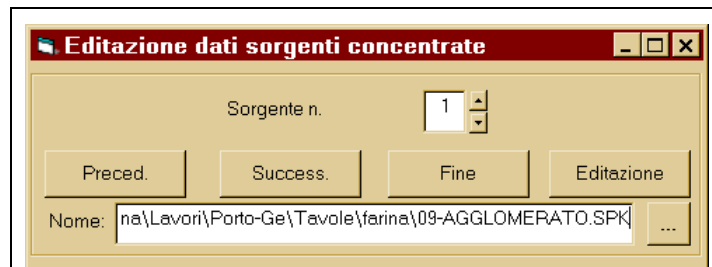 Editazione dati sorgenti concentrate
Sorgente n. 1
Preced. Success. Fine Editazione
Nome: na\Lavori\Porto-Ge\Tavole\farina\09-AGGLOMERATO.SPK ...